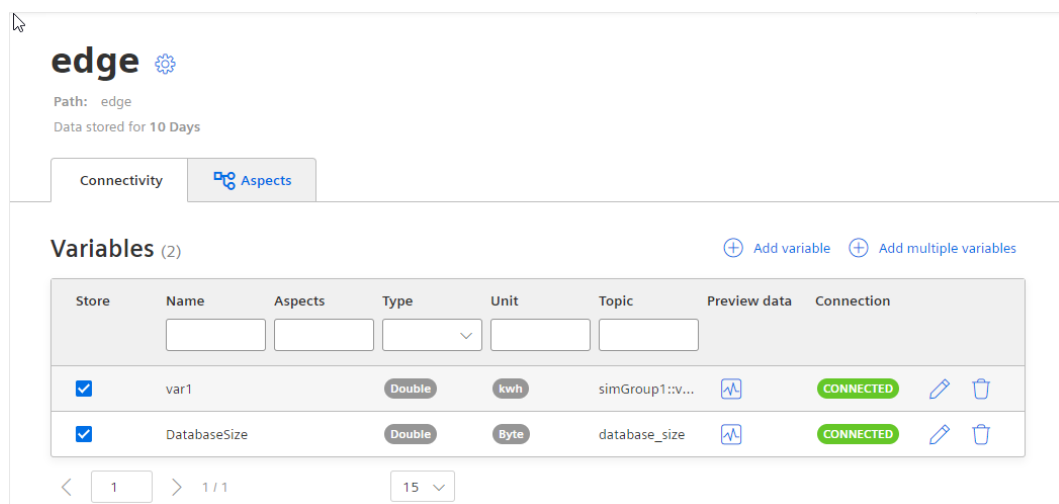 edge
Path: edge
Data stored for 10 Days
Connectivity Aspects
Variables (2) Add variable Add multiple variables
Store Name Aspects Type Unit Topic Preview data Connection
var1 Double kwh simGroup1::v... CONNECTED
DatabaseSize Double Byte database_size CONNECTED
1 1 / 1 15